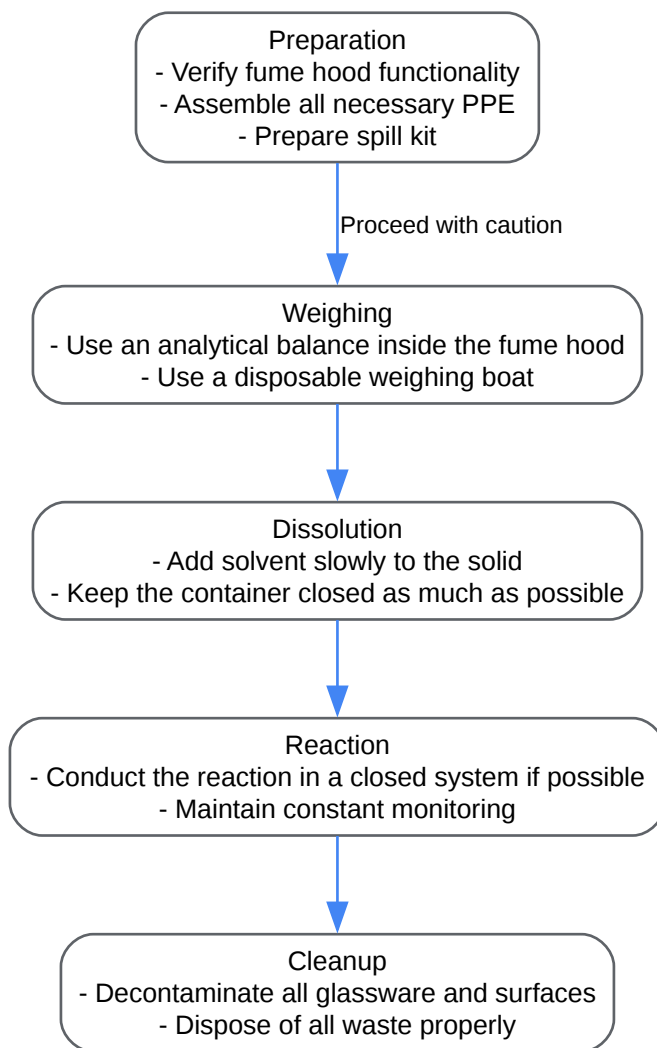 Preparation
- Verify fume hood functionality
- Assemble all necessary PPE
- Prepare spill kit
Proceed with caution
Weighing
- Use an analytical balance inside the fume hood
- Use a disposable weighing boat
Dissolution
- Add solvent slowly to the solid
- Keep the container closed as much as possible
Reaction
- Conduct the reaction in a closed system if possible
- Maintain constant monitoring
Cleanup
- Decontaminate all glassware and surfaces
- Dispose of all waste properly